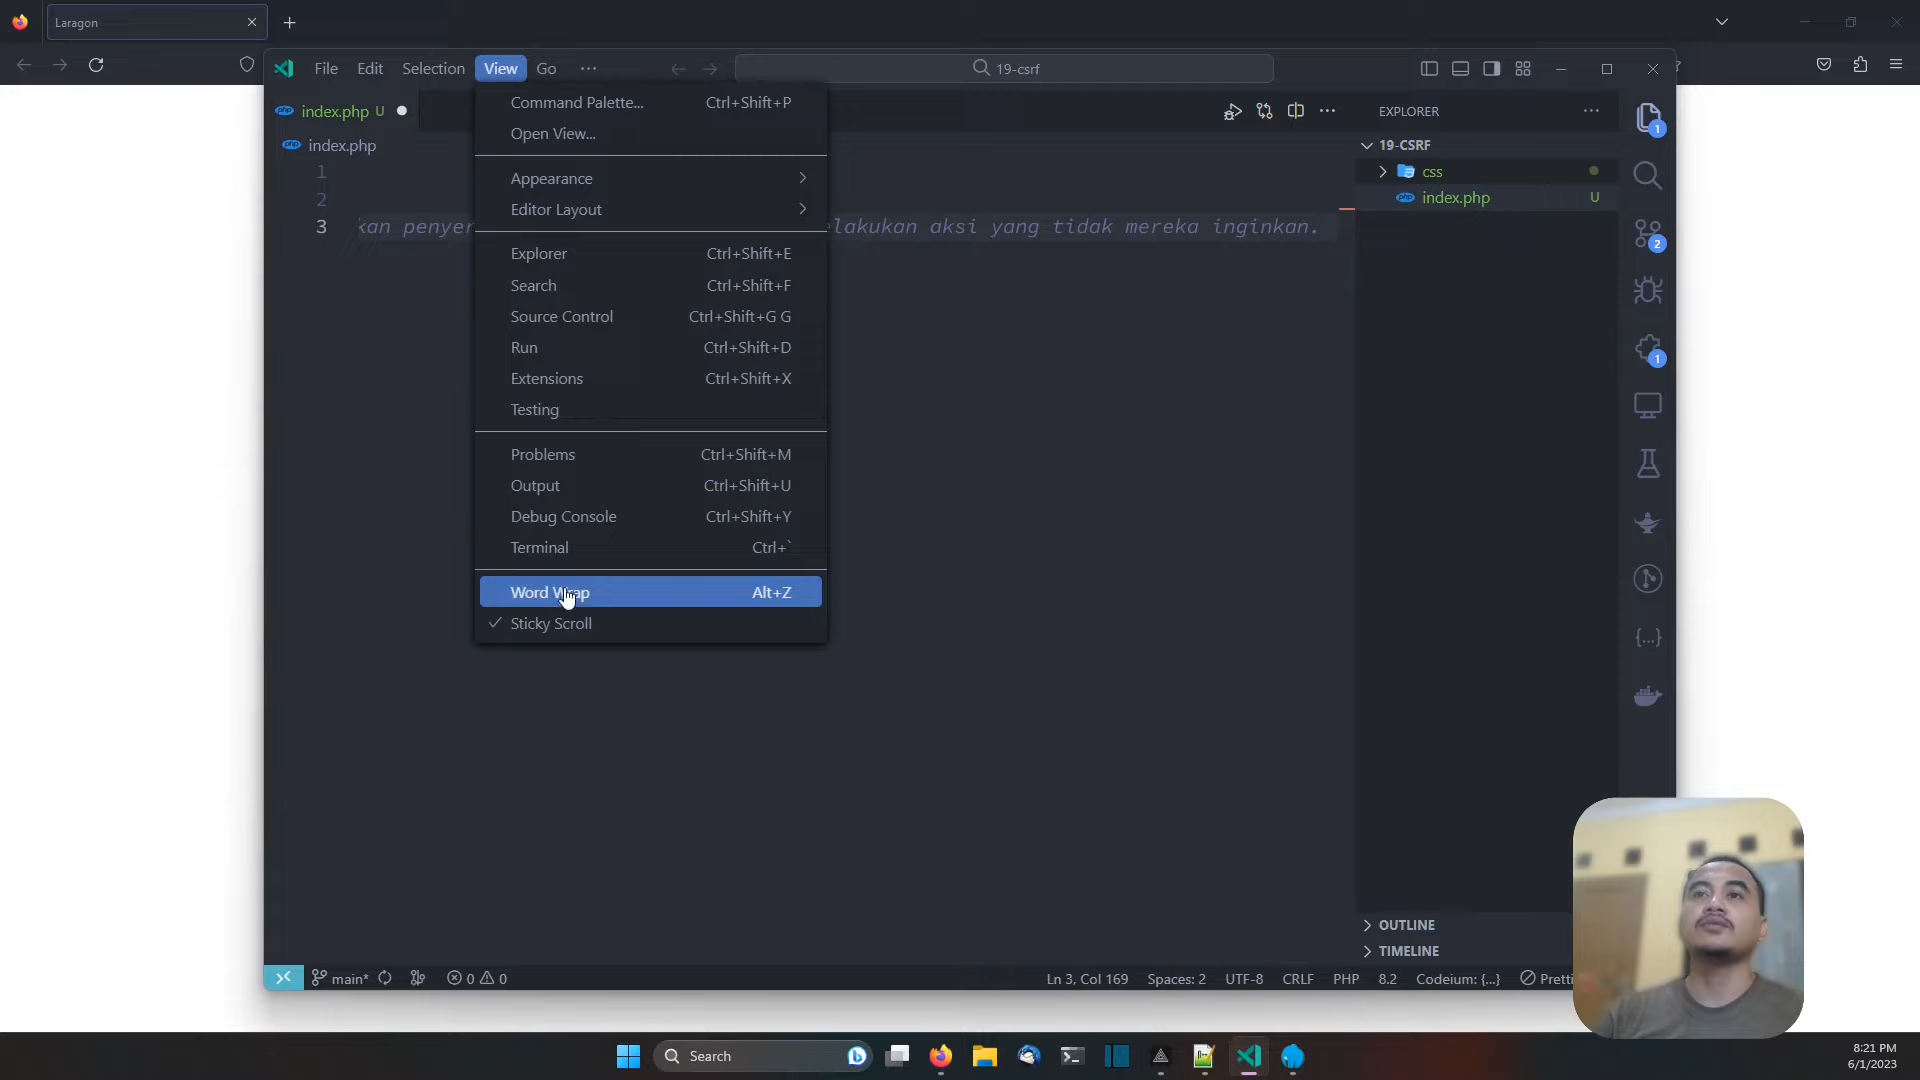 Laragon
File Edit Selection View Go ··· 19-csrf
index.php U
EXPLORER
index.php
19-CSRF
css
index.php U
1
2
3 kan penyer
lakukan aksi yang tidak mereka inginkan.
Command Palette... Ctrl+Shift+P
Open View...
Appearance
Editor Layout
Explorer Ctrl+Shift+E
Search Ctrl+Shift+F
Source Control Ctrl+Shift+G G
Run Ctrl+Shift+D
Extensions Ctrl+Shift+X
Testing
Problems Ctrl+Shift+M
Output Ctrl+Shift+U
Debug Console Ctrl+Shift+Y
Terminal Ctrl+`
Word Wrap Alt+Z
Sticky Scroll
1
2
1
OUTLINE
TIMELINE
main* 0 0 Ln 3, Col 169 Spaces: 2 UTF-8 CRLF PHP 8.2 Codeium: {...} Pretti
Search
8:21 PM
6/1/2023